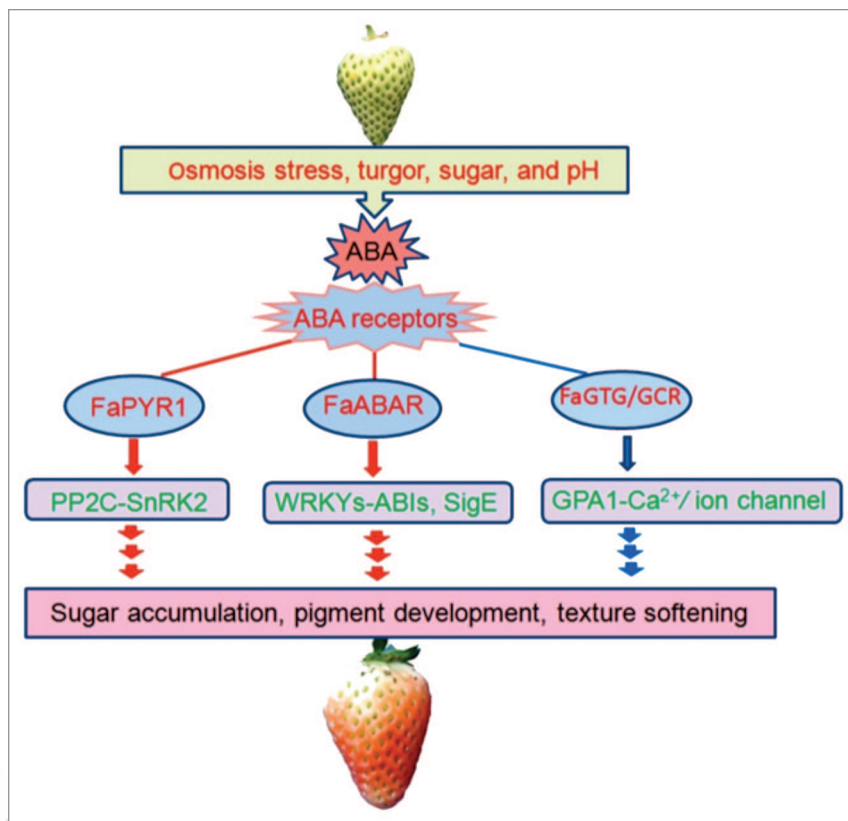 Osmosis stress, turgor, sugar, and pH
ABA
ABA receptors
FaPYR1
FaABAR
FaGTG/GCR
PP2C-SnRK2
WRKYs-ABIs, SigE
GPA1-Ca²⁺/ ion channel
Sugar accumulation, pigment development, texture softening